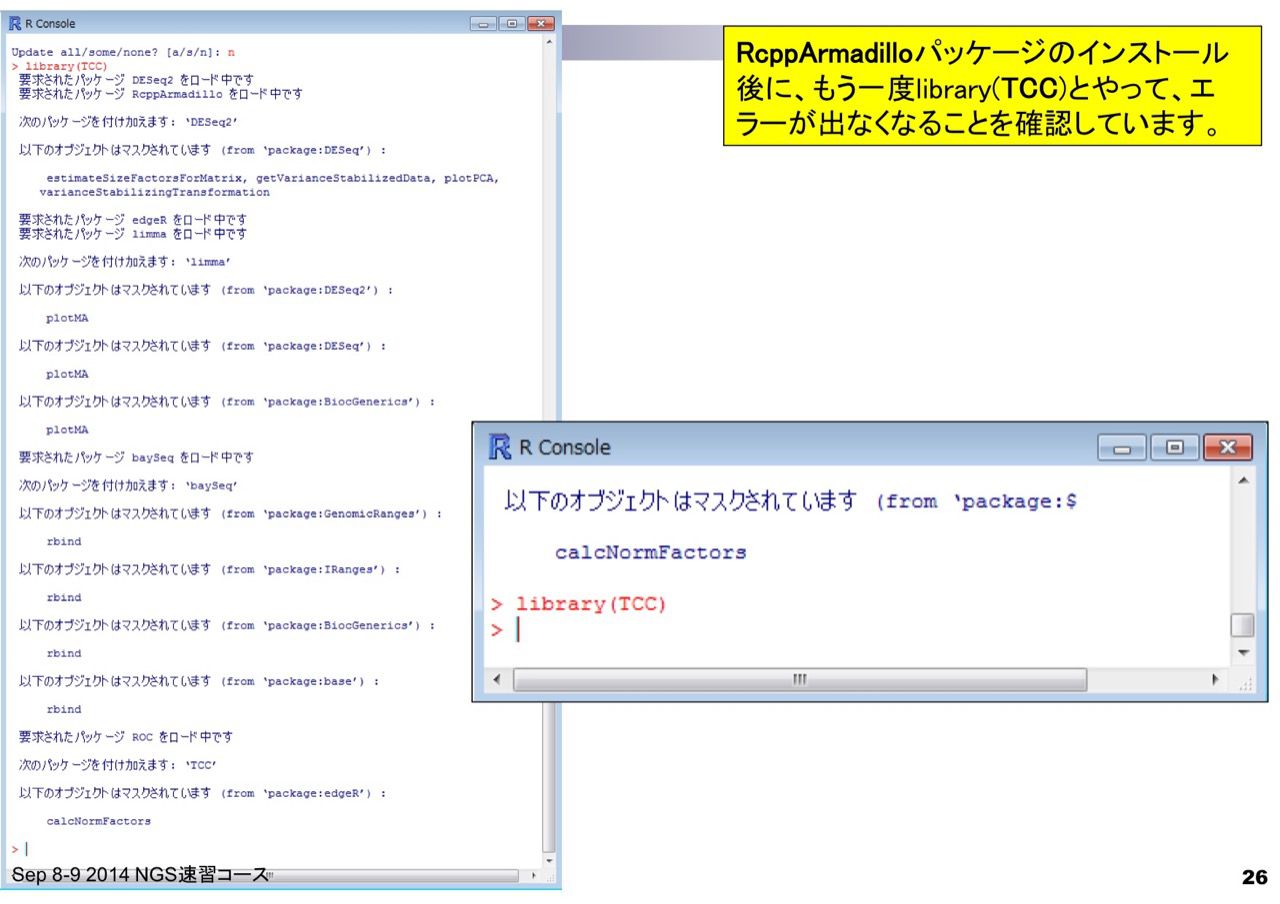 R Console
Update all/some/none? [a/s/n]: n
> library(TCC)
要求されたパッケージ DESeq2 をロード中です
要求されたパッケージ RcppArmadillo をロード中です
次のパッケージを付け加えます: ‘DESeq2’
以下のオブジェクトはマスクされています (from ‘package:DESeq’) :
estimateSizeFactorsForMatrix, getVarianceStabilizedData, plotPCA,
varianceStabilizingTransformation
要求されたパッケージ edgeR をロード中です
要求されたパッケージ limma をロード中です
次のパッケージを付け加えます: ‘limma’
以下のオブジェクトはマスクされています (from ‘package:DESeq2’) :
plotMA
以下のオブジェクトはマスクされています (from ‘package:DESeq’) :
plotMA
以下のオブジェクトはマスクされています (from ‘package:BiocGenerics’) :
plotMA
要求されたパッケージ baySeq をロード中です
次のパッケージを付け加えます: ‘baySeq’
以下のオブジェクトはマスクされています (from ‘package:GenomicRanges’) :
rbind
以下のオブジェクトはマスクされています (from ‘package:IRanges’) :
rbind
以下のオブジェクトはマスクされています (from ‘package:BiocGenerics’) :
rbind
以下のオブジェクトはマスクされています (from ‘package:base’) :
rbind
要求されたパッケージ ROC をロード中です
次のパッケージを付け加えます: ‘TCC’
以下のオブジェクトはマスクされています (from ‘package:edgeR’) :
calcNormFactors
>
RcppArmadilloパッケージのインストール
後に、もう一度library(TCC)とやって、エ
ラーが出なくなることを確認しています。
R Console
以下のオブジェクトはマスクされています (from ‘package:$
calcNormFactors
> library(TCC)
>
Sep 8-9 2014 NGS速習コース
26